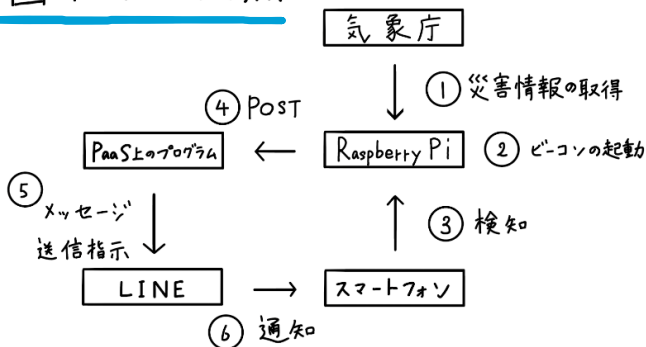 気象庁
① 災害情報の取得
④ POST
PaaS上のプログラム
Raspberry Pi
② ビーコンの起動
⑤ メッセージ
送信指示
③ 検知
LINE
スマートフォン
⑥ 通知